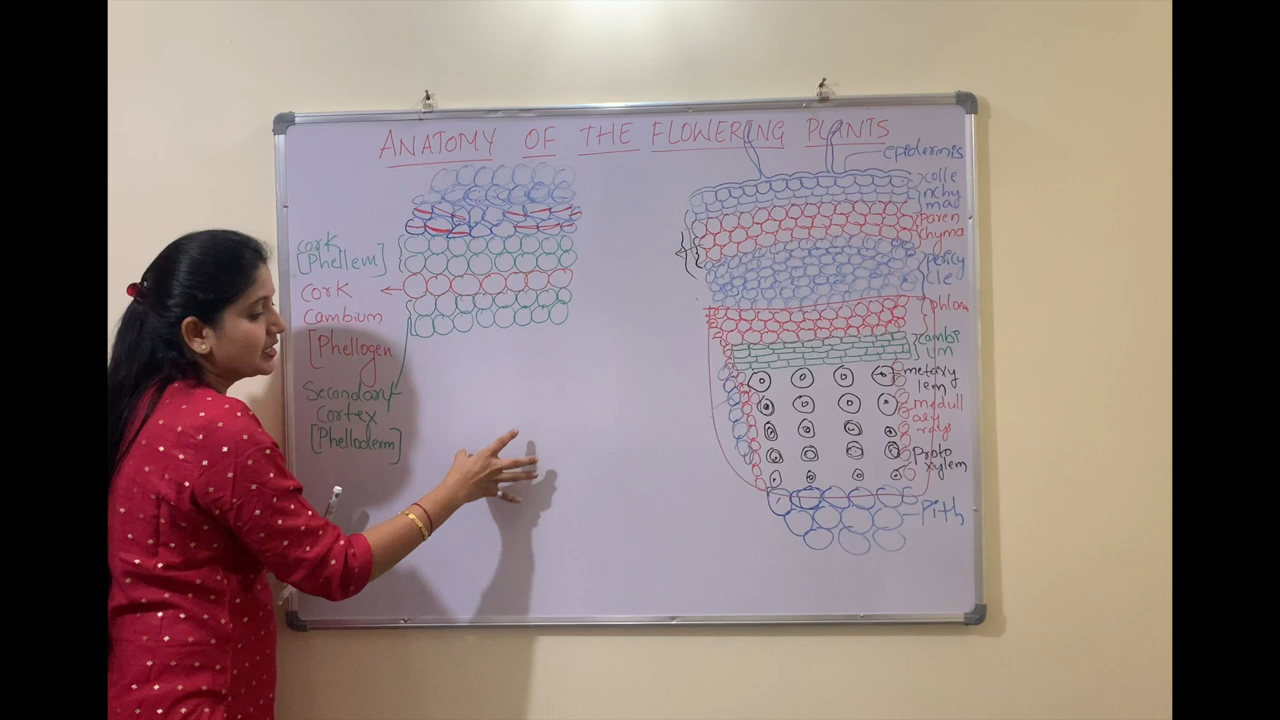 ANATOMY OF THE FLOWERING PLANTS
cork
[Phellem]
cork
Cambium
[Phellogen
Secondary
Cortex
[Phelloderm]
epidermis
colle
nchy
ma
paren
chyma
pericy
cle
phloem
cambi
um
metaxy
lem
medull
ary
rays
Proto
xylem
Pith